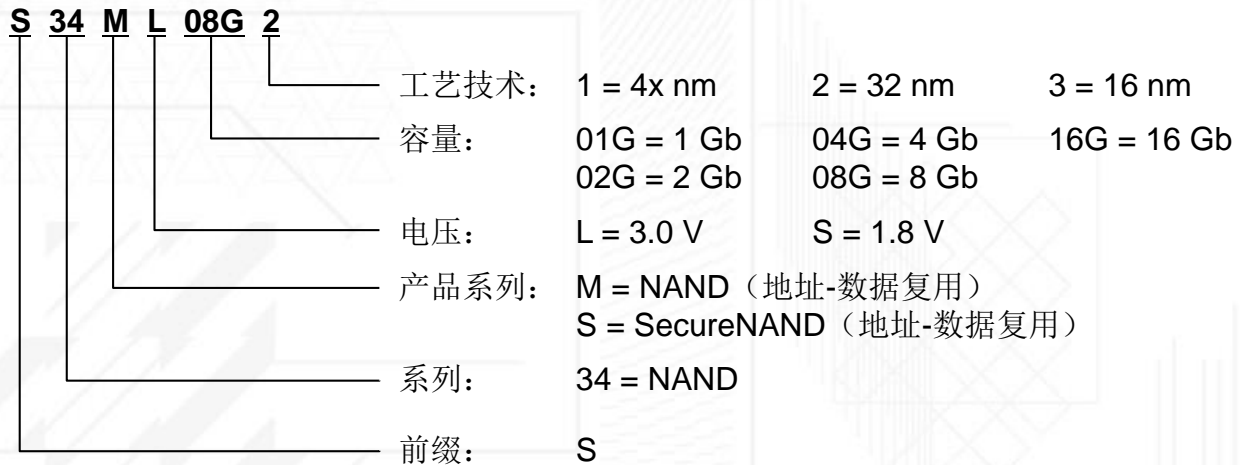 S 34 M L 08G 2
工艺技术： 1 = 4x nm 2 = 32 nm 3 = 16 nm
容量： 01G = 1 Gb 04G = 4 Gb 16G = 16 Gb
02G = 2 Gb 08G = 8 Gb
电压： L = 3.0 V S = 1.8 V
产品系列： M = NAND（地址-数据复用）
S = SecureNAND（地址-数据复用）
系列： 34 = NAND
前缀： S